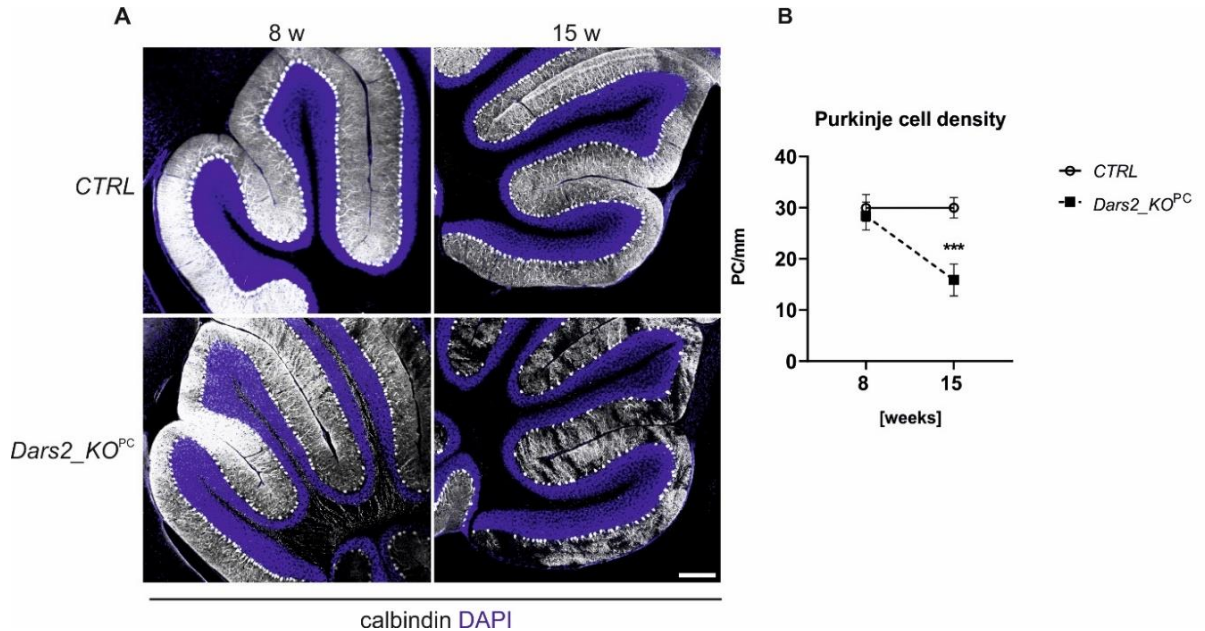 A
8 w
15 w
CTRL
Dars2_KOPC
calbindin DAPI
B
Purkinje cell density
40
30
20
10
0
PC/mm
***
8
15
[weeks]
CTRL
Dars2_KOPC